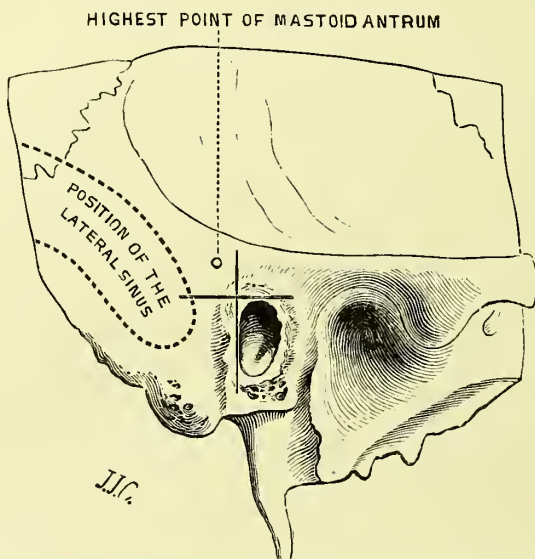 HIGHEST POINT OF MASTOID ANTRUM
POSITION OF THE
LATERAL SINUS
J.J.C.